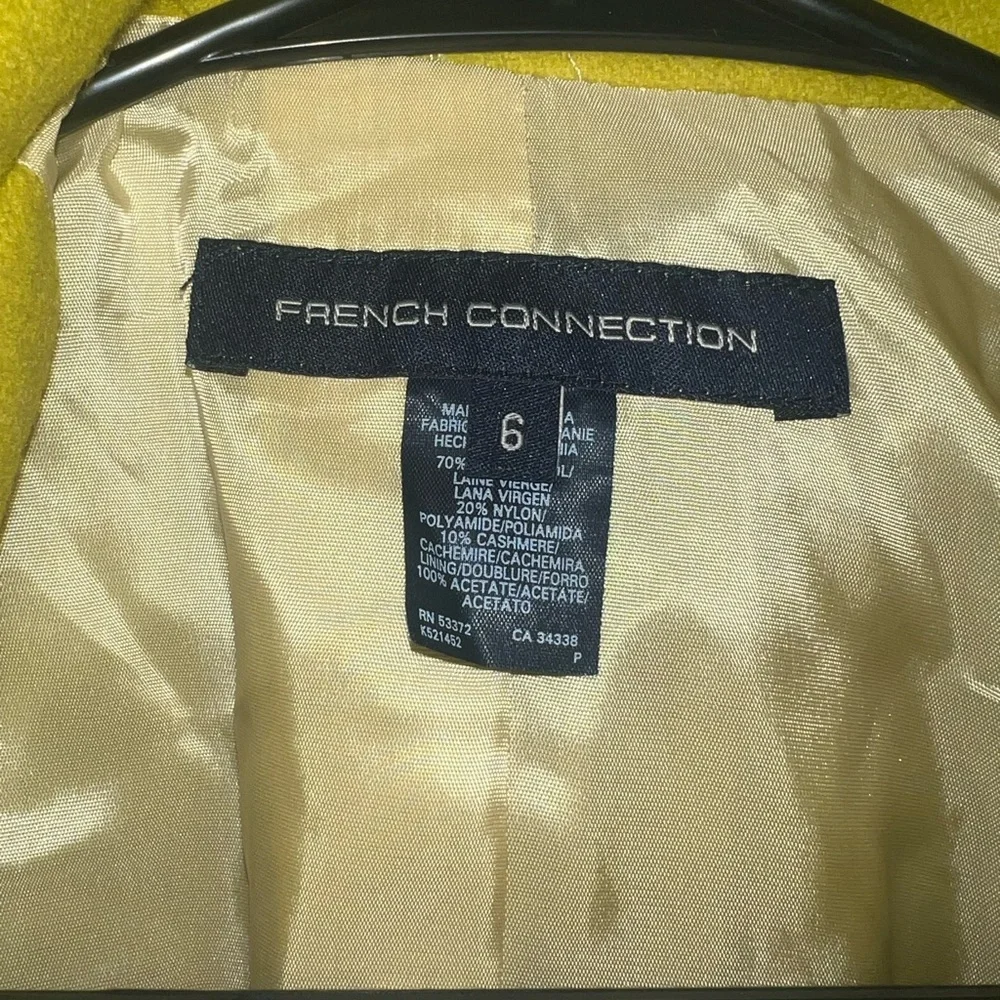 FRENCH CONNECTION
6
70%
LAINE VIERGE/
LANA VIRGEN
20% NYLON/
POLYAMIDE/POLIAMIDA
10% CASHMERE/
CACHEMIRE/CACHEMIRA
LINING/DOUBLURE/FORRO
100% ACETATE/ACETATE/
ACETATO
RN 53372 CA 34338
K521452 P